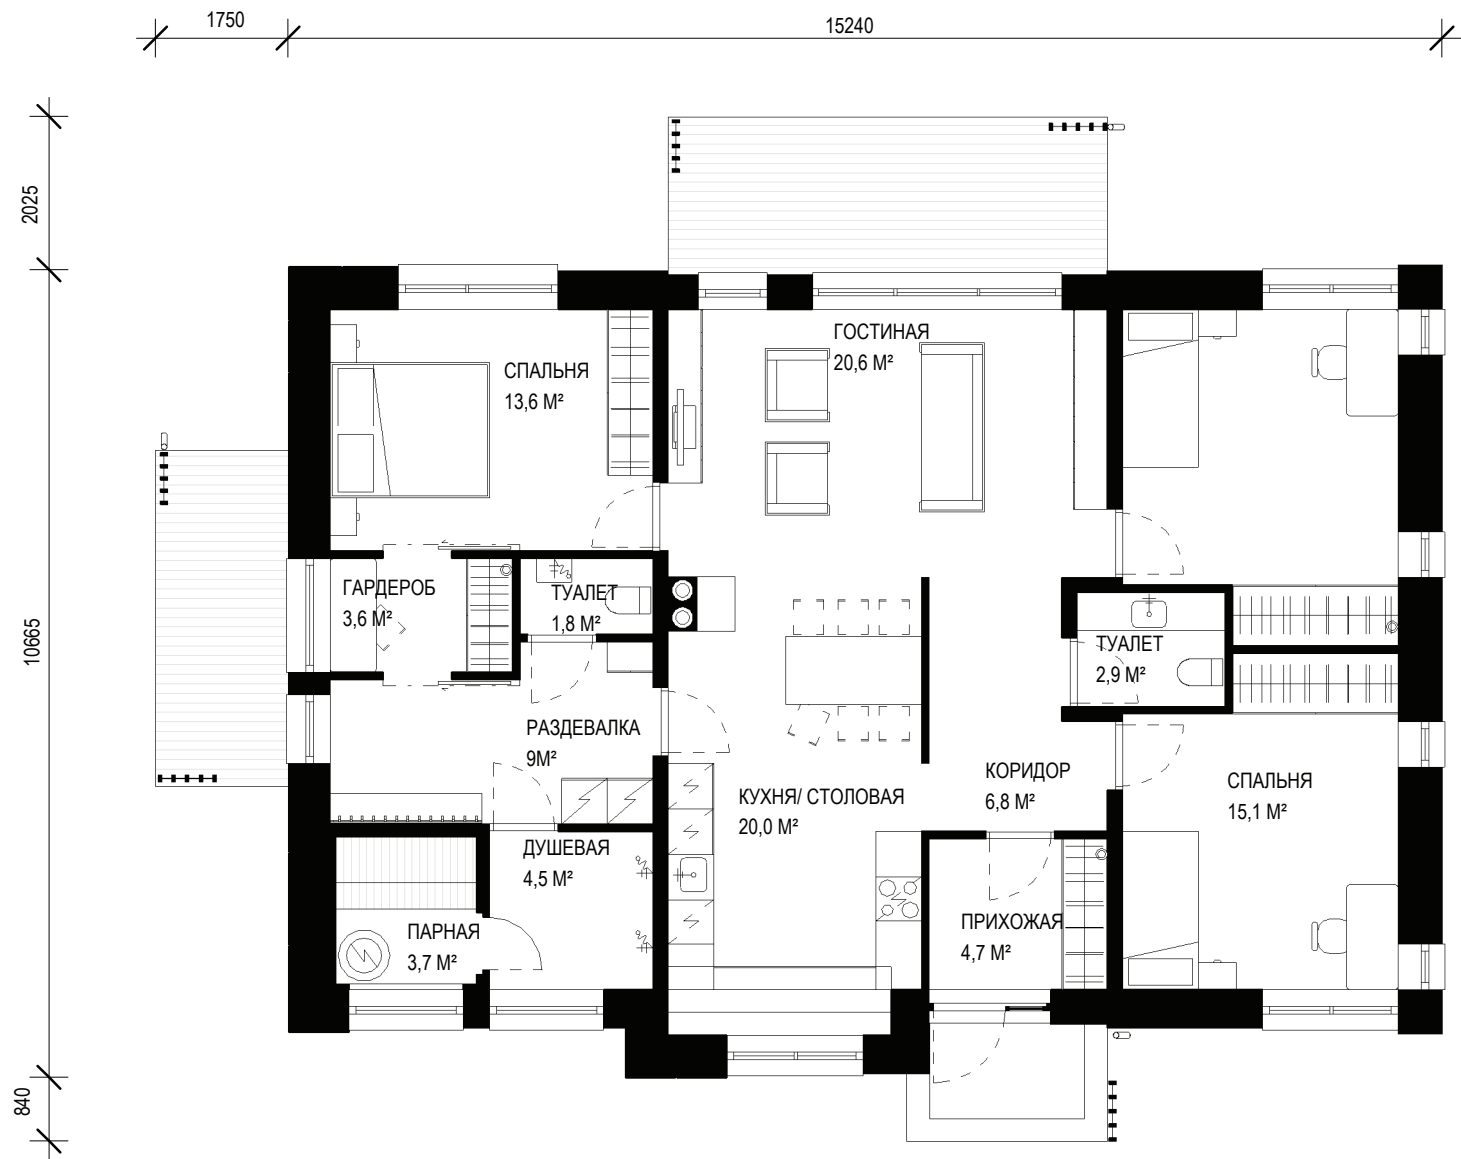 1750
15240
2025
10665
840
ГОСТИНАЯ
20,6 М²
СПАЛЬНЯ
13,6 М²
ГАРДЕРОБ
3,6 М²
ТУАЛЕТ
1,8 М²
ТУАЛЕТ
2,9 М²
РАЗДЕВАЛКА
9М²
КУХНЯ/ СТОЛОВАЯ
20,0 М²
КОРИДОР
6,8 М²
СПАЛЬНЯ
15,1 М²
ДУШЕВАЯ
4,5 М²
ПАРНАЯ
3,7 М²
ПРИХОЖАЯ
4,7 М²